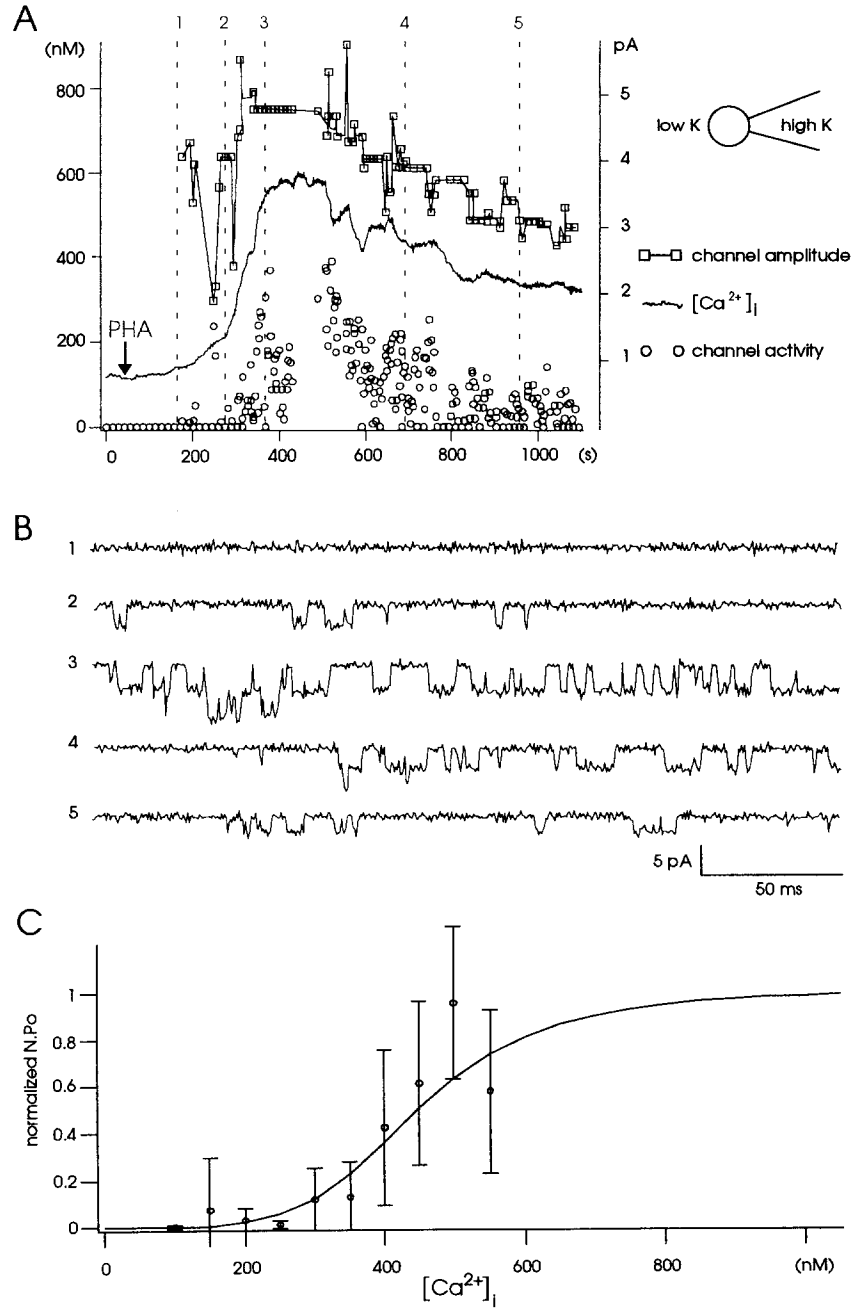 A
1 2 3 4 5
(nM) pA
800
600
400
200
0
5
4
3
2
1
PHA
0 200 400 600 800 1000 (s)
low K high K
channel amplitude
[Ca2+]i
channel activity
B
1
2
3
4
5
5 pA
50 ms
C
normalized N.Po
1
0.8
0.6
0.4
0.2
0
0 200 400 600 800 (nM)
[Ca2+]i